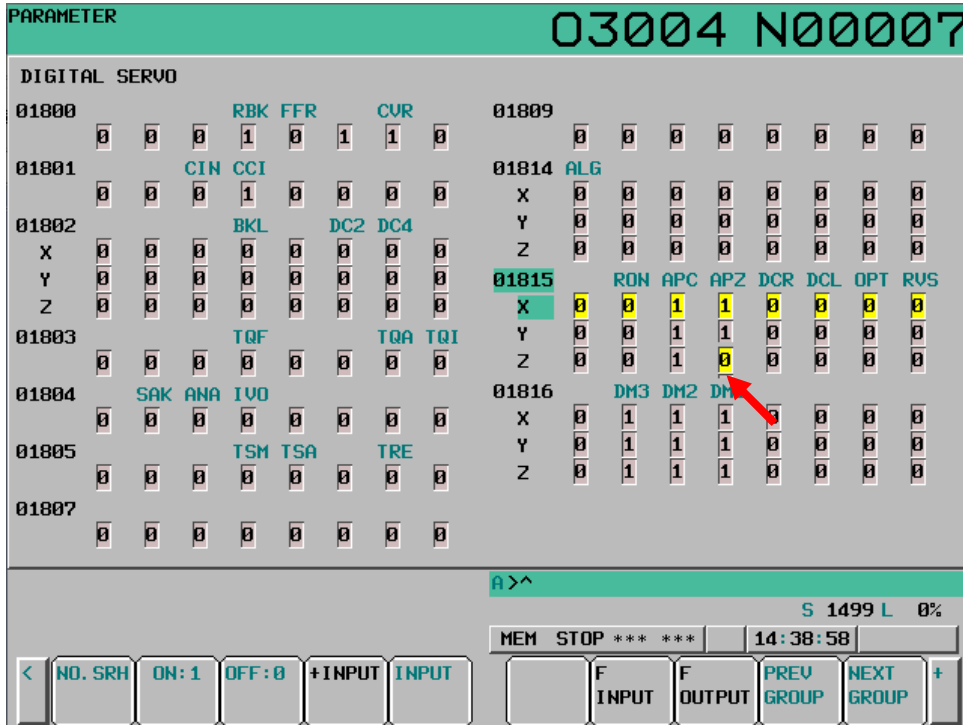 PARAMETER
O3004 N00007
DIGITAL SERVO
01800 RBK FFR CVR
0 0 0 1 0 1 1 0
01801 CIN CCI
0 0 0 1 0 0 0 0
01802 BKL DC2 DC4
X 0 0 0 0 0 0 0 0
Y 0 0 0 0 0 0 0 0
Z 0 0 0 0 0 0 0 0
01803 TQF TQA TQI
0 0 0 0 0 0 0 0
01804 SAK ANA IVO
0 0 0 0 0 0 0 0
01805 TSM TSA TRE
0 0 0 0 0 0 0 0
01807
0 0 0 0 0 0 0 0
01809
0 0 0 0 0 0 0 0
01814 ALG
X 0 0 0 0 0 0 0 0
Y 0 0 0 0 0 0 0 0
Z 0 0 0 0 0 0 0 0
01815 RON APC APZ DCR DCL OPT RVS
X 0 0 1 1 0 0 0 0
Y 0 0 1 1 0 0 0 0
Z 0 0 1 0 0 0 0 0
01816 DM3 DM2
X 0 1 1 1 0 0 0 0
Y 0 1 1 1 0 0 0 0
Z 0 1 1 1 0 0 0 0
A>^
S 1499 L 0%
MEM STOP *** *** 14:38:58
< NO.SRH ON:1 OFF:0 +INPUT INPUT F INPUT F OUTPUT PREV GROUP NEXT GROUP +